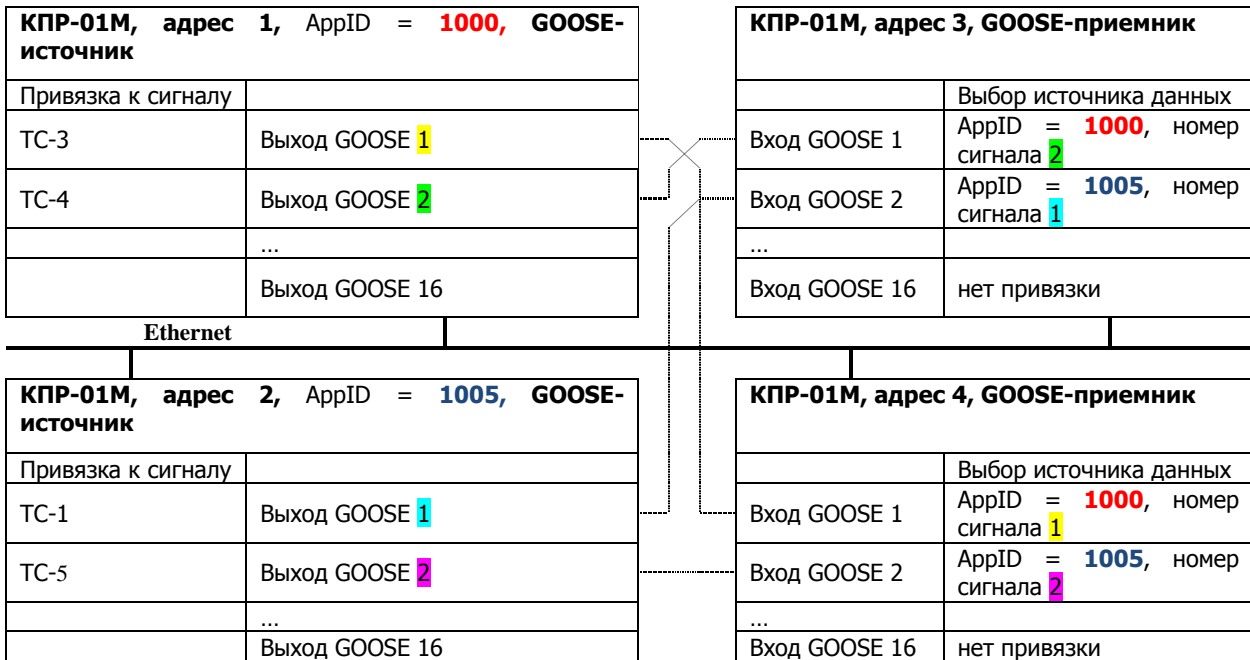 КПР-01М, адрес 1, AppID = 1000, GOOSE-
источник
Привязка к сигналу
ТС-3 Выход GOOSE 1
ТС-4 Выход GOOSE 2
...
Выход GOOSE 16
КПР-01М, адрес 3, GOOSE-приемник
Выбор источника данных
Вход GOOSE 1 AppID = 1000, номер
сигнала 2
Вход GOOSE 2 AppID = 1005, номер
сигнала 1
...
Вход GOOSE 16 нет привязки
Ethernet
КПР-01М, адрес 2, AppID = 1005, GOOSE-
источник
Привязка к сигналу
ТС-1 Выход GOOSE 1
ТС-5 Выход GOOSE 2
...
Выход GOOSE 16
КПР-01М, адрес 4, GOOSE-приемник
Выбор источника данных
Вход GOOSE 1 AppID = 1000, номер
сигнала 1
Вход GOOSE 2 AppID = 1005, номер
сигнала 2
...
Вход GOOSE 16 нет привязки